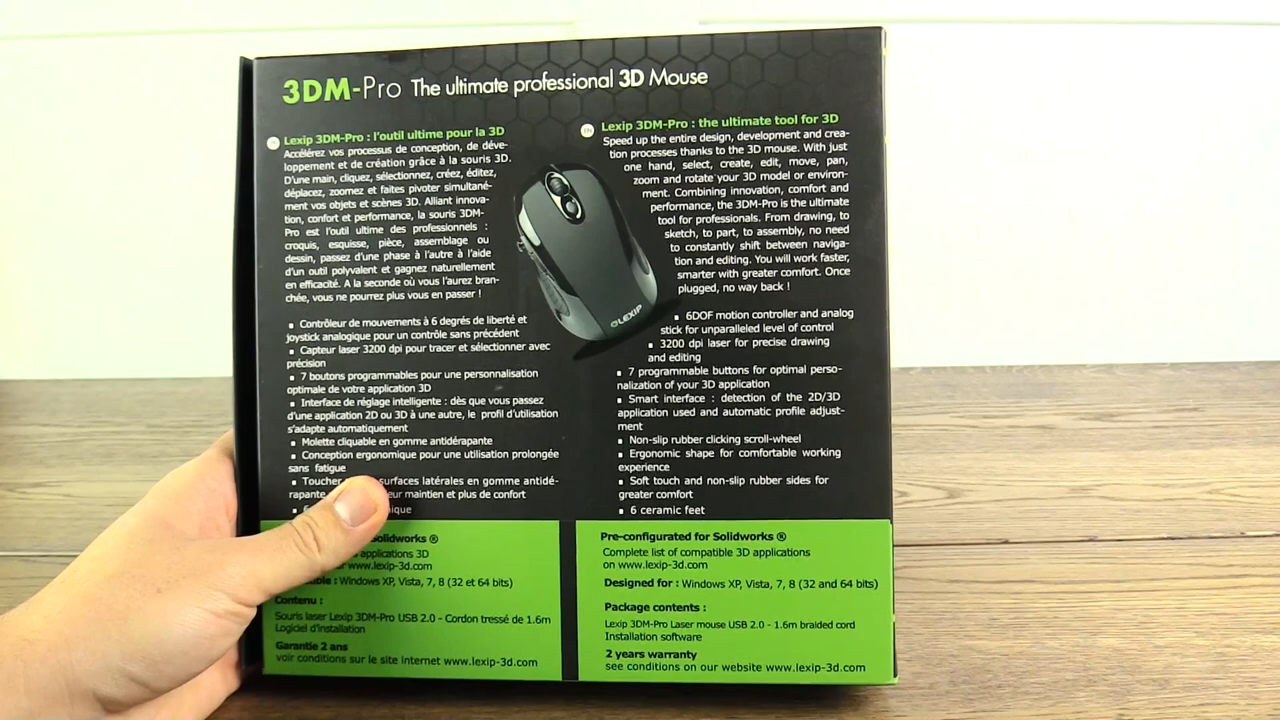 3DM-Pro The ultimate professional 3D Mouse
Lexip 3DM-Pro : l'outil ultime pour la 3D
Accélérez vos processus de conception, de déve-
loppement et de création grâce à la souris 3D.
D'une main, cliquez, sélectionnez, créez, éditez,
déplacez, zoomez et faites pivoter simultané-
ment vos objets et scènes 3D. Alliant innova-
tion, confort et performance, la souris 3DM-
Pro est l'outil ultime des professionnels :
croquis, esquisse, pièce, assemblage ou
dessin, passez d'une phase à l'autre à l'aide
d'un outil polyvalent et gagnez naturellement
en efficacité. A la seconde où vous l'aurez bran-
chée, vous ne pourrez plus vous en passer !
▪ Contrôleur de mouvements à 6 degrés de liberté et
joystick analogique pour un contrôle sans précédent
▪ Capteur laser 3200 dpi pour tracer et sélectionner avec
précision
▪ 7 boutons programmables pour une personnalisation
optimale de votre application 3D
▪ Interface de réglage intelligente : dès que vous passez
d'une application 2D ou 3D à une autre, le profil d'utilisation
s'adapte automatiquement
▪ Molette cliquable en gomme antidérapante
▪ Conception ergonomique pour une utilisation prolongée
sans fatigue
▪ Toucher surfaces latérales en gomme antidé-
rapante maintien et plus de confort
▪ 6
Solidworks ®
applications 3D
www.lexip-3d.com
: Windows XP, Vista, 7, 8 (32 et 64 bits)
Contenu :
Souris laser Lexip 3DM-Pro USB 2.0 - Cordon tressé de 1.6m
Logiciel d'installation
Garantie 2 ans
voir conditions sur le site internet www.lexip-3d.com
LEXIP
EN
Lexip 3DM-Pro : the ultimate tool for 3D
Speed up the entire design, development and crea-
tion processes thanks to the 3D mouse. With just
one hand, select, create, edit, move, pan,
zoom and rotate your 3D model or environ-
ment. Combining innovation, comfort and
performance, the 3DM-Pro is the ultimate
tool for professionals. From drawing, to
sketch, to part, to assembly, no need
to constantly shift between naviga-
tion and editing. You will work faster,
smarter with greater comfort. Once
plugged, no way back !
▪ 6DOF motion controller and analog
stick for unparalleled level of control
▪ 3200 dpi laser for precise drawing
and editing
▪ 7 programmable buttons for optimal perso-
nalization of your 3D application
▪ Smart interface : detection of the 2D/3D
application used and automatic profile adjust-
ment
▪ Non-slip rubber clicking scroll-wheel
▪ Ergonomic shape for comfortable working
experience
▪ Soft touch and non-slip rubber sides for
greater comfort
▪ 6 ceramic feet
Pre-configurated for Solidworks ®
Complete list of compatible 3D applications
on www.lexip-3d.com
Designed for : Windows XP, Vista, 7, 8 (32 and 64 bits)
Package contents :
Lexip 3DM-Pro Laser mouse USB 2.0 - 1.6m braided cord
Installation software
2 years warranty
see conditions on our website www.lexip-3d.com